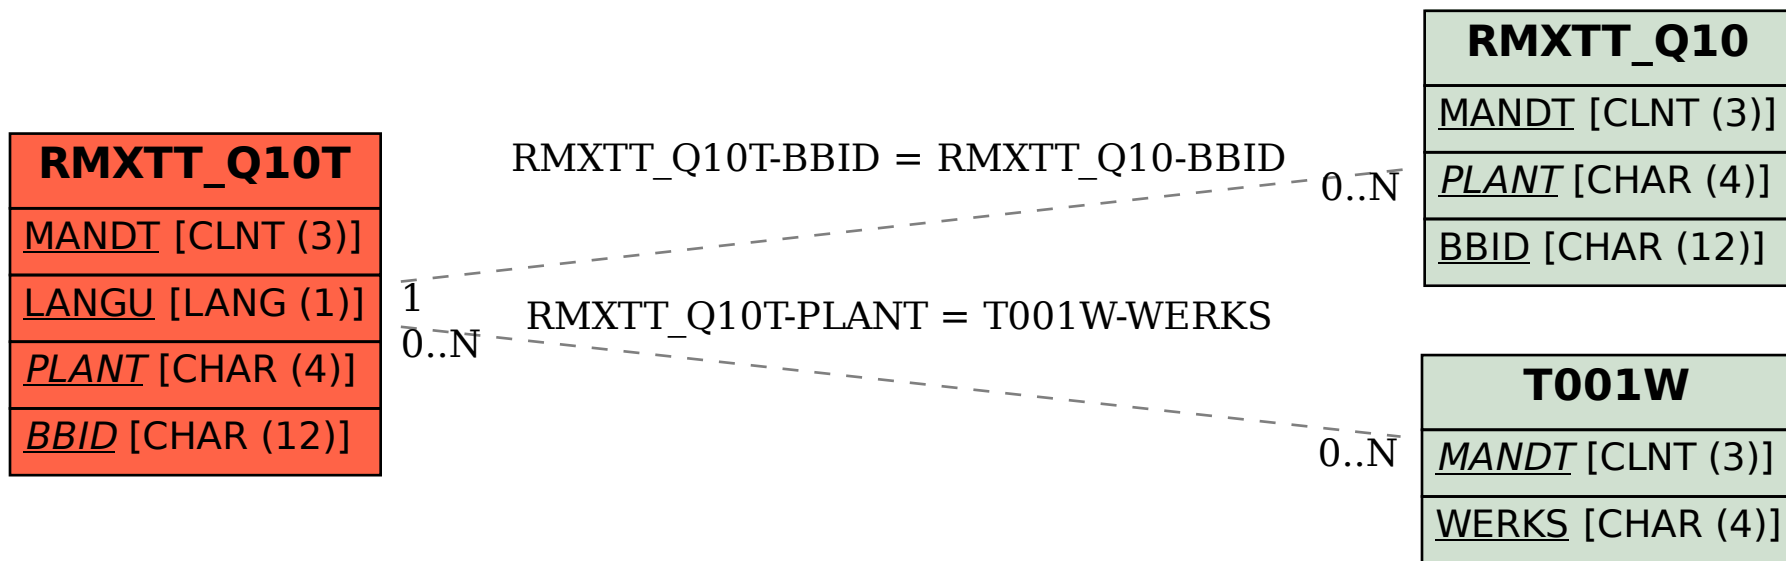 RMXTT_Q10T
MANDT [CLNT (3)]
LANGU [LANG (1)]
PLANT [CHAR (4)]
BBID [CHAR (12)]
RMXTT_Q10T-BBID = RMXTT_Q10-BBID
0..N
1
RMXTT_Q10T-PLANT = T001W-WERKS
0..N
0..N
RMXTT_Q10
MANDT [CLNT (3)]
PLANT [CHAR (4)]
BBID [CHAR (12)]
T001W
MANDT [CLNT (3)]
WERKS [CHAR (4)]